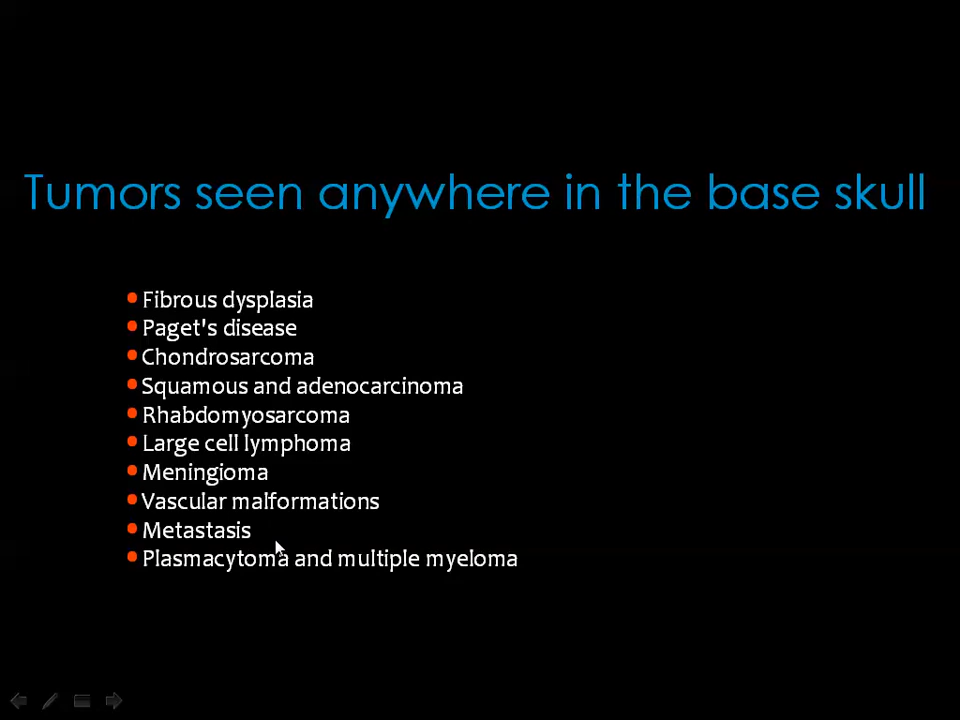 Tumors seen anywhere in the base skull
• Fibrous dysplasia
• Paget's disease
• Chondrosarcoma
• Squamous and adenocarcinoma
• Rhabdomyosarcoma
• Large cell lymphoma
• Meningioma
• Vascular malformations
• Metastasis
• Plasmacytoma and multiple myeloma